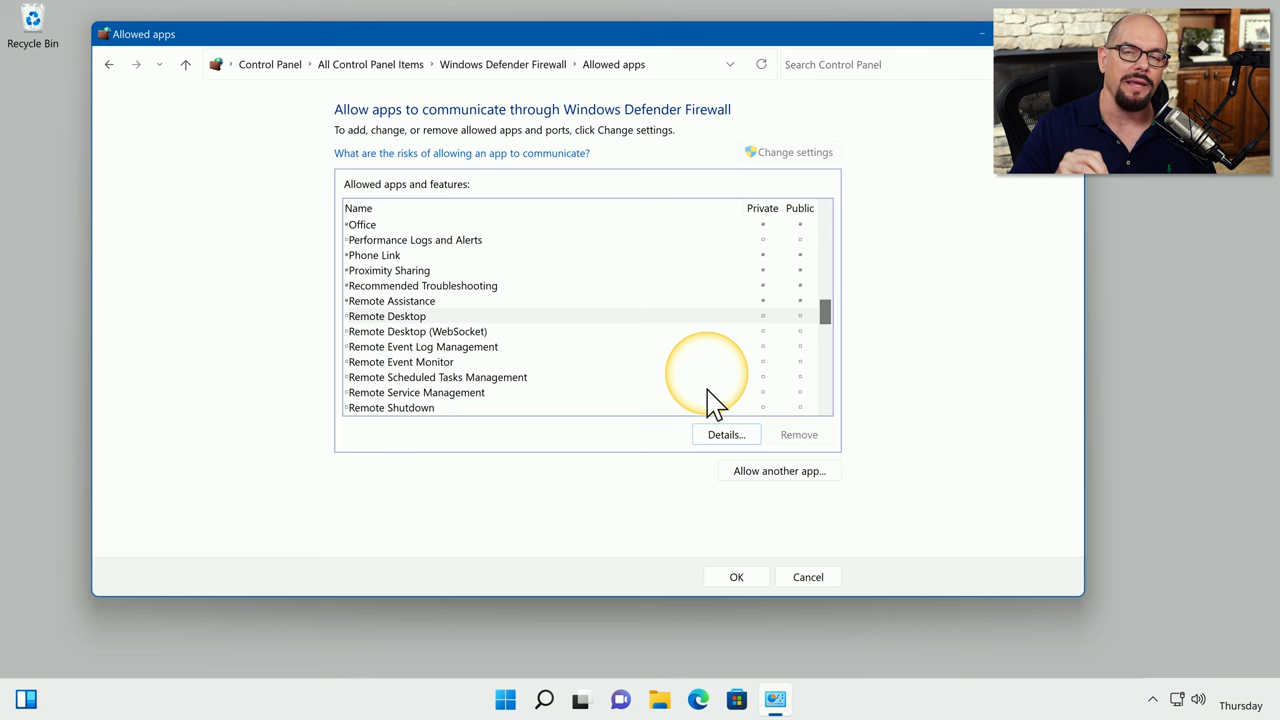 Recycle Bin
Allowed apps
Control Panel > All Control Panel Items > Windows Defender Firewall > Allowed apps
Search Control Panel
Allow apps to communicate through Windows Defender Firewall
To add, change, or remove allowed apps and ports, click Change settings.
What are the risks of allowing an app to communicate?
Change settings
Allowed apps and features:
Name Private Public
Office
Performance Logs and Alerts
Phone Link
Proximity Sharing
Recommended Troubleshooting
Remote Assistance
Remote Desktop
Remote Desktop (WebSocket)
Remote Event Log Management
Remote Event Monitor
Remote Scheduled Tasks Management
Remote Service Management
Remote Shutdown
Details...
Remove
Allow another app...
OK
Cancel
Thursday